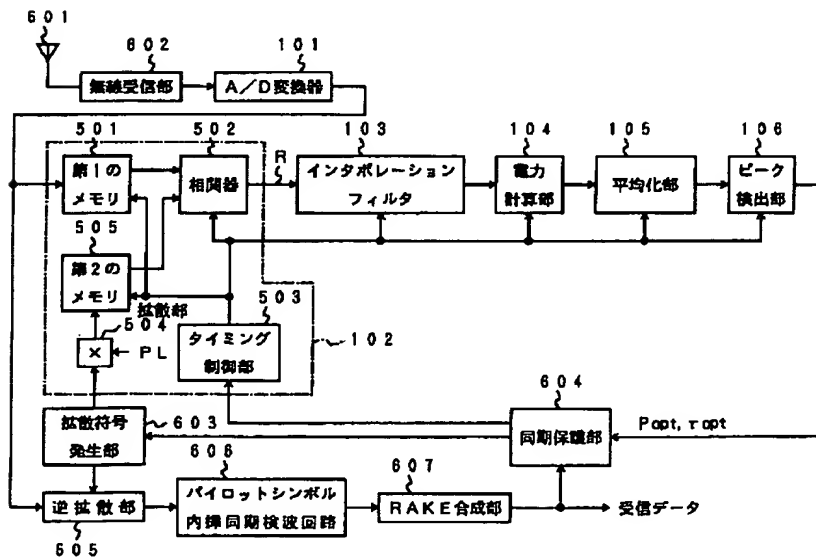 601
602
101
無線受信部
A/D変換器
501
502
103
104
105
106
第1の
メモリ
相関器
R
インタポレーション
フィルタ
電力
計算部
平均化部
ピーク
検出部
505
第2の
メモリ
拡散部
503
504
×
PL
タイミング
制御部
102
604
拡散符号
発生部
603
同期保護部
Popt, τopt
606
607
逆拡散部
パイロットシンボル
内挿同期検波回路
RAKE合成部
受信データ
605